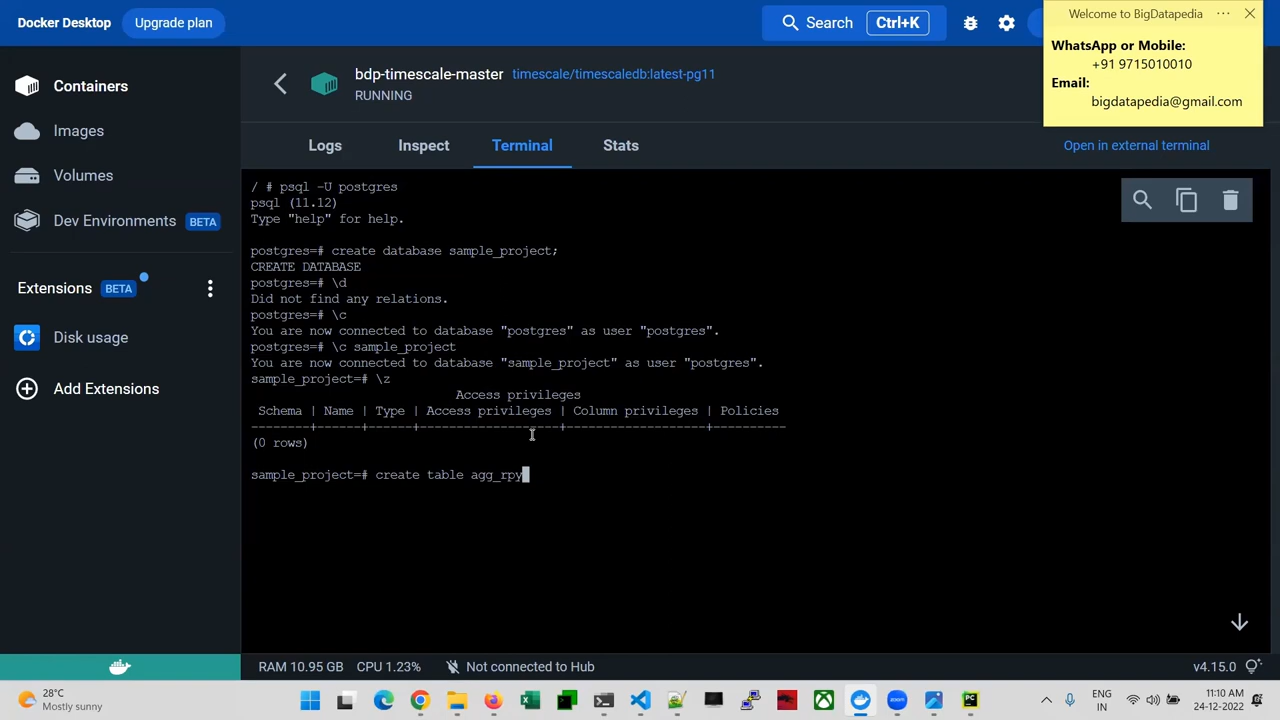 Docker Desktop
Upgrade plan
Search
Ctrl+K
Welcome to BigDatapedia
WhatsApp or Mobile:
+91 9715010010
Email:
bigdatapedia@gmail.com
Containers
Images
Volumes
Dev Environments BETA
Extensions BETA
Disk usage
Add Extensions
bdp-timescale-master timescale/timescaledb:latest-pg11
RUNNING
Logs Inspect Terminal Stats
Open in external terminal
/ # psql -U postgres
psql (11.12)
Type "help" for help.
postgres=# create database sample_project;
CREATE DATABASE
postgres=# \d
Did not find any relations.
postgres=# \c
You are now connected to database "postgres" as user "postgres".
postgres=# \c sample_project
You are now connected to database "sample_project" as user "postgres".
sample_project=# \z
Access privileges
Schema | Name | Type | Access privileges | Column privileges | Policies
--------+------+------+-------------------+-------------------+----------
(0 rows)
sample_project=# create table agg_rpy
RAM 10.95 GB CPU 1.23% Not connected to Hub
v4.15.0
28°C
Mostly sunny
ENG
IN
11:10 AM
24-12-2022